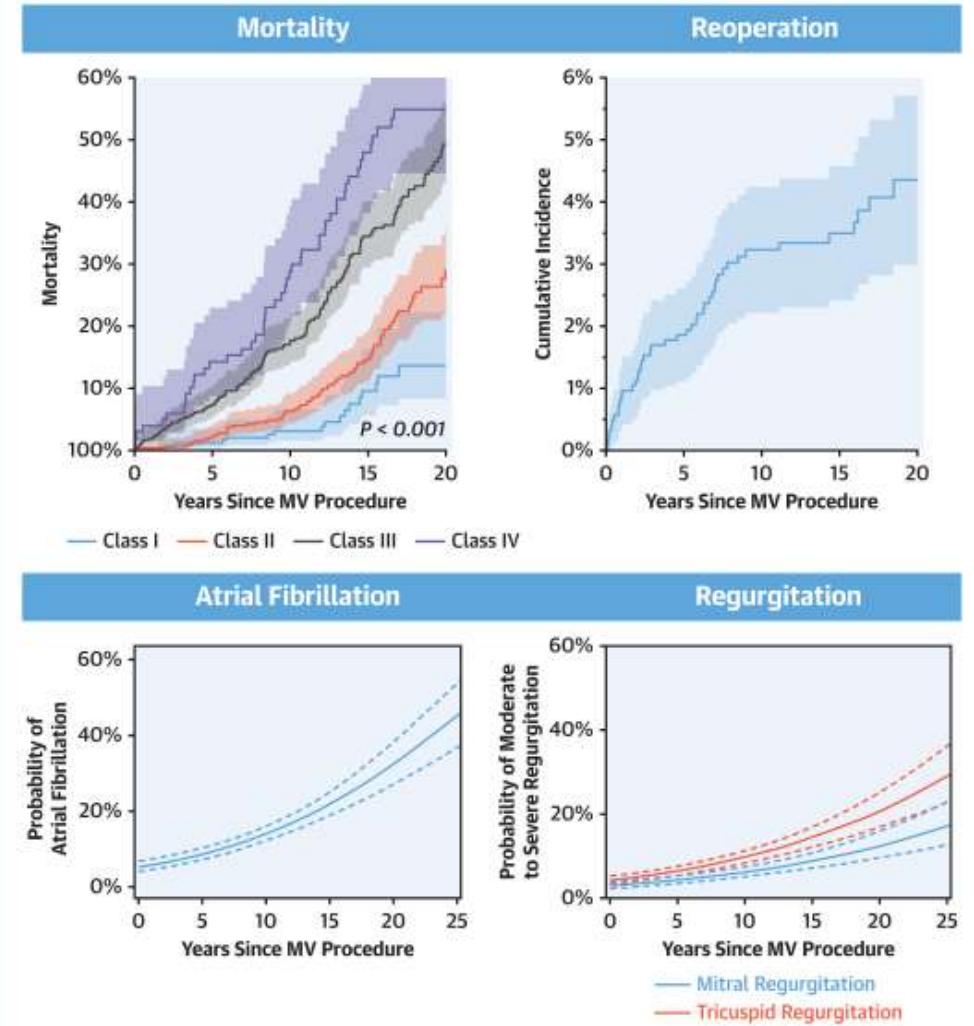 Mortality
Reoperation
60%
50%
40%
30%
20%
10%
100%
Mortality
P < 0.001
0 5 10 15 20
Years Since MV Procedure
Class I Class II Class III Class IV
6%
5%
4%
3%
2%
1%
0%
Cumulative Incidence
0 5 10 15 20
Years Since MV Procedure
Atrial Fibrillation
Regurgitation
60%
40%
20%
0%
Probability of
Atrial Fibrillation
0 5 10 15 20 25
Years Since MV Procedure
60%
40%
20%
0%
Probability of Moderate
to Severe Regurgitation
0 5 10 15 20 25
Years Since MV Procedure
Mitral Regurgitation
Tricuspid Regurgitation